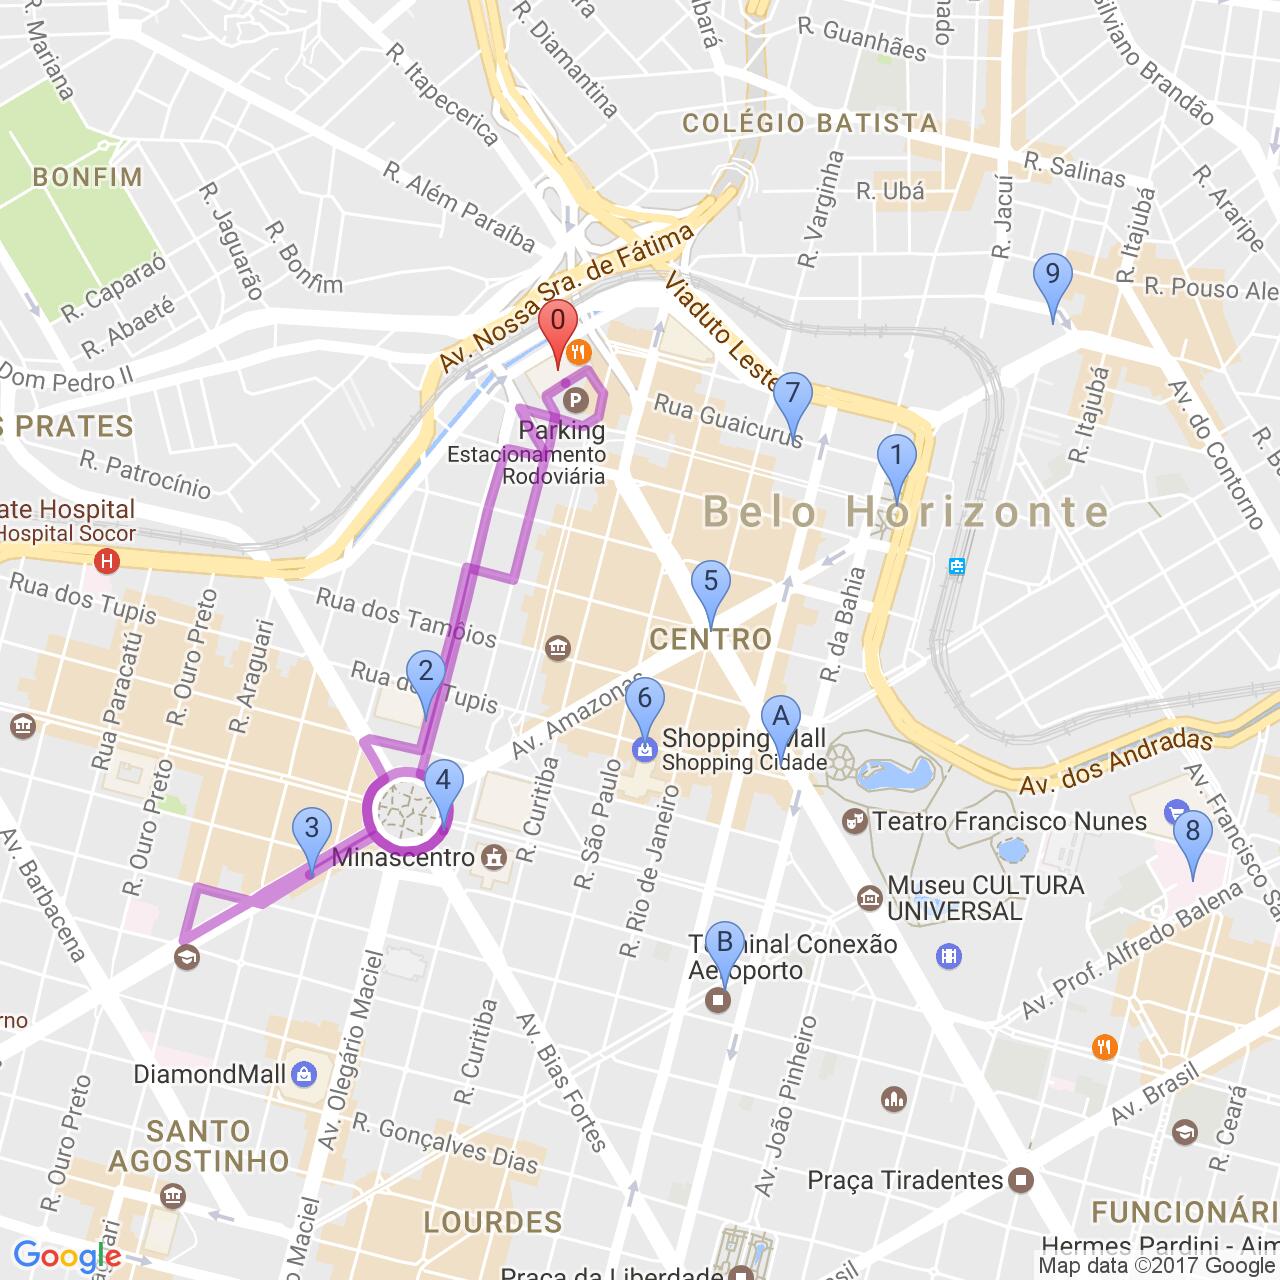 R. Mariana
R. Itapecerica
R. Diamantina
R. Guanhães
Silviano Brandão
COLÉGIO BATISTA
BONFIM
R. Além Paraíba
R. Salinas
R. Araripe
R. Ubá
R. Varginha
R. Jacuí
R. Itajubá
R. Jaguarão
R. Bonfim
R. Caparaó
R. Abaeté
Av. Nossa Sra. de Fátima
Viaduto Leste
R. Pouso Ale
9
0
Dom Pedro II
7
S PRATES
P
Parking
Estacionamento
Rodoviária
Rua Guaicurus
R. Itajubá
Av. do Contorno
R. Patrocínio
1
ate Hospital
Hospital Socor
H
Belo Horizonte
Rua dos Tupis
R. Ouro Preto
R. Araguari
Rua Paracatú
Rua dos Tamôios
5
CENTRO
R. da Bahia
2
Rua dos Tupis
Av. Amazonas
6
A
Shopping Mall
Shopping Cidade
Av. dos Andradas
Av. Francisco Sa
4
3
Minascentro
R. Curitiba
R. São Paulo
R. Rio de Janeiro
Teatro Francisco Nunes
8
R. Ouro Preto
Av. Barbacena
Museu CULTURA
UNIVERSAL
B
Terminal Conexão
Aeroporto
Av. Prof. Alfredo Balena
rno
Av. Olegário Maciel
R. Curitiba
Av. Bias Fortes
Av. João Pinheiro
DiamondMall
Av. Brasil
R. Ceará
R. Ouro Preto
SANTO
AGOSTINHO
R. Gonçalves Dias
Praça Tiradentes
LOURDES
FUNCIONÁRI
Maciel
Hermes Pardini - Aim
Google
Praça da Liberdade
Map data ©2017 Google